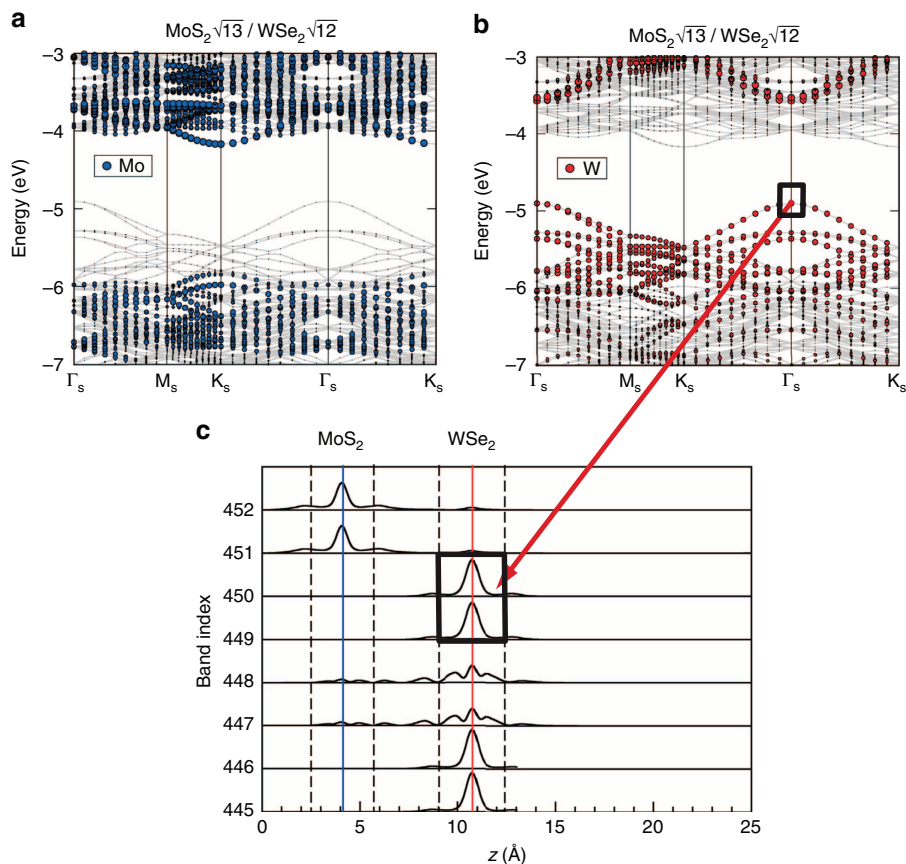 a
MoS₂√13 / WSe₂√12
Energy (eV)
−3
−4
−5
−6
−7
Mo
Γs Ms Ks Γs Ks
b
MoS₂√13 / WSe₂√12
Energy (eV)
−3
−4
−5
−6
−7
W
Γs Ms Ks Γs Ks
c
MoS₂ WSe₂
Band index
452
451
450
449
448
447
446
445
0 5 10 15 20 25
z (Å)